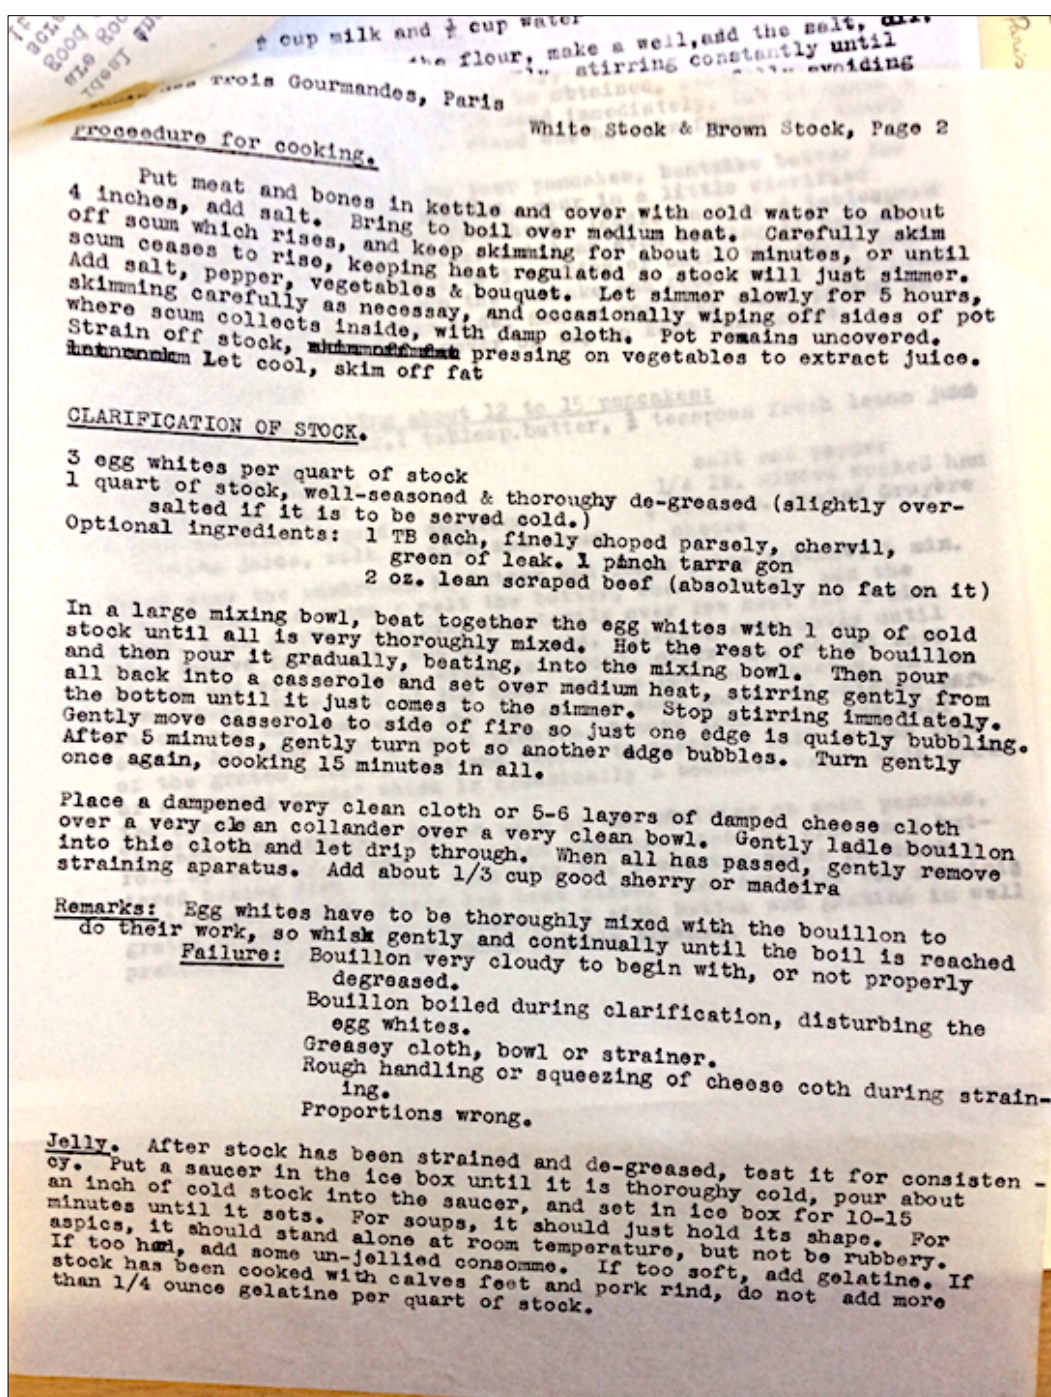 ¼ cup milk and ½ cup water
the flour, make a well, add the salt,
stirring constantly until
avoiding
Trois Gourmandes, Paris
White Stock & Brown Stock, Page 2
Proceedure for cooking.
Put meat and bones in kettle and cover with cold water to about
4 inches, add salt. Bring to boil over medium heat. Carefully skim
off scum which rises, and keep skimming for about 10 minutes, or until
scum ceases to rise, keeping heat regulated so stock will just simmer.
Add salt, pepper, vegetables & bouquet. Let simmer slowly for 5 hours,
skimming carefully as necessay, and occasionally wiping off sides of pot
where scum collects inside, with damp cloth. Pot remains uncovered.
Strain off stock, pressing on vegetables to extract juice.
Let cool, skim off fat
CLARIFICATION OF STOCK.
3 egg whites per quart of stock
1 quart of stock, well-seasoned & thoroughy de-greased (slightly over-
salted if it is to be served cold.)
Optional ingredients: 1 TB each, finely choped parsely, chervil,
green of leak. 1 pinch tarra gon
2 oz. lean scraped beef (absolutely no fat on it)
In a large mixing bowl, beat together the egg whites with 1 cup of cold
stock until all is very thoroughly mixed. Het the rest of the bouillon
and then pour it gradually, beating, into the mixing bowl. Then pour
all back into a casserole and set over medium heat, stirring gently from
the bottom until it just comes to the simmer. Stop stirring immediately.
Gently move casserole to side of fire so just one edge is quietly bubbling.
After 5 minutes, gently turn pot so another edge bubbles. Turn gently
once again, cooking 15 minutes in all.
Place a dampened very clean cloth or 5-6 layers of damped cheese cloth
over a very clean collander over a very clean bowl. Gently ladle bouillon
into thie cloth and let drip through. When all has passed, gently remove
straining aparatus. Add about 1/3 cup good sherry or madeira
Remarks: Egg whites have to be thoroughly mixed with the bouillon to
do their work, so whisk gently and continually until the boil is reached
Failure: Bouillon very cloudy to begin with, or not properly
degreased.
Bouillon boiled during clarification, disturbing the
egg whites.
Greasey cloth, bowl or strainer.
Rough handling or squeezing of cheese coth during strain-
ing.
Proportions wrong.
Jelly. After stock has been strained and de-greased, test it for consisten -
cy. Put a saucer in the ice box until it is thoroughy cold, pour about
an inch of cold stock into the saucer, and set in ice box for 10-15
minutes until it sets. For soups, it should just hold its shape. For
aspics, it should stand alone at room temperature, but not be rubbery.
If too hard, add some un-jellied consomme. If too soft, add gelatine. If
stock has been cooked with calves feet and pork rind, do not add more
than 1/4 ounce gelatine per quart of stock.